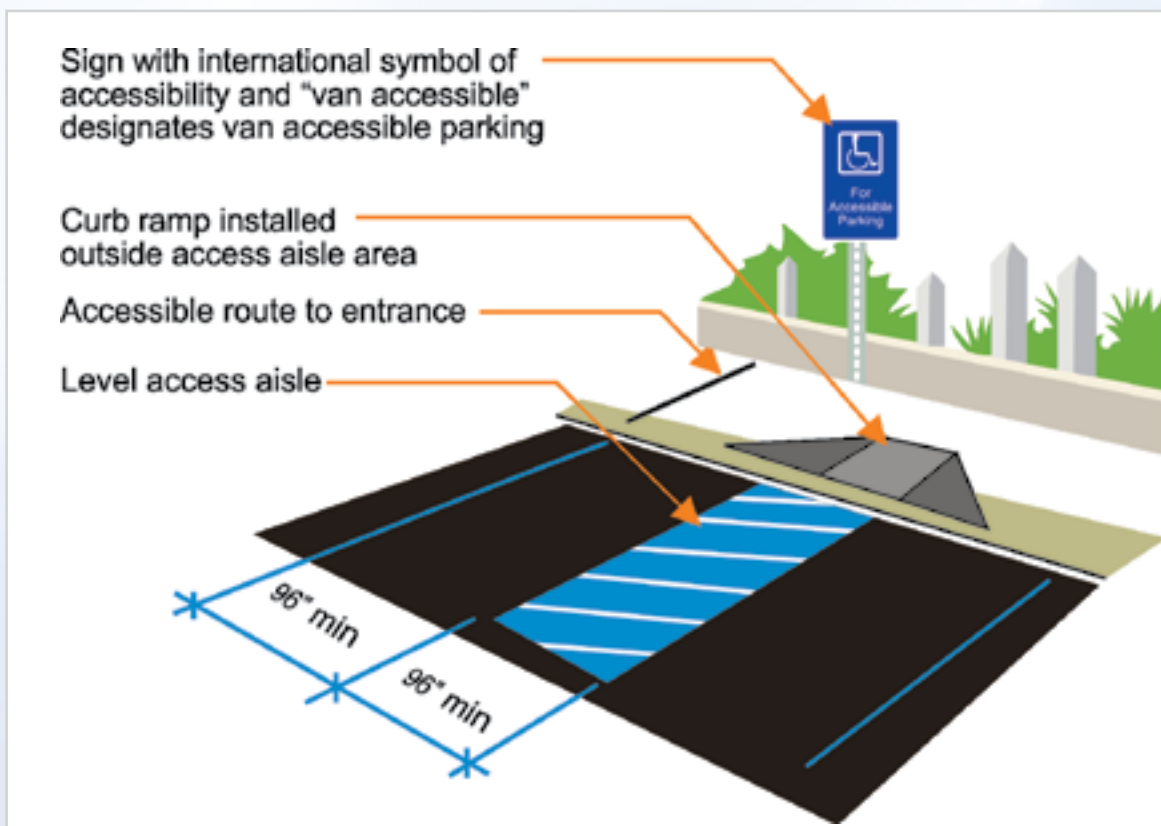 Sign with international symbol of
accessibility and “van accessible”
designates van accessible parking
For
Accessible
Parking
Curb ramp installed
outside access aisle area
Accessible route to entrance
Level access aisle
96" min
96" min